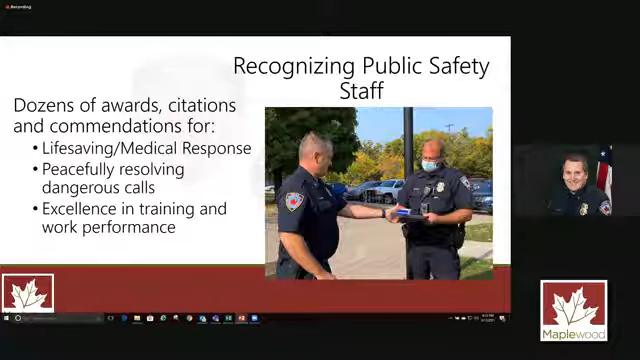 Recording
Recognizing Public Safety
Staff
Dozens of awards, citations
and commendations for:
• Lifesaving/Medical Response
• Peacefully resolving
dangerous calls
• Excellence in training and
work performance
Maplewood